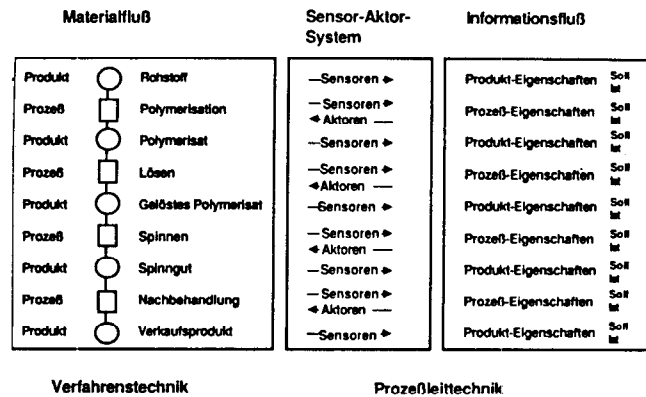 Materialfluß Sensor-Aktor- Informationsfluß
System
Produkt Rohstoff —Sensoren Produkt-Eigenschaften Soll
Ist
Prozeß Polymerisation — Sensoren Prozeß-Eigenschaften Soll
Aktoren — Ist
Produkt Polymerisat —Sensoren Produkt-Eigenschaften Soll
Ist
Prozeß Lösen — Sensoren Prozeß-Eigenschaften Soll
Aktoren — Ist
Produkt Gelöstes Polymerisat —Sensoren Produkt-Eigenschaften Soll
Ist
Prozeß Spinnen — Sensoren Prozeß-Eigenschaften Soll
Aktoren — Ist
Produkt Spinngut — Sensoren Produkt-Eigenschaften Soll
Ist
Prozeß Nachbehandlung — Sensoren Prozeß-Eigenschaften Soll
Aktoren — Ist
Produkt Verkaufsprodukt —Sensoren Produkt-Eigenschaften Soll
Ist
Verfahrenstechnik Prozeßleittechnik